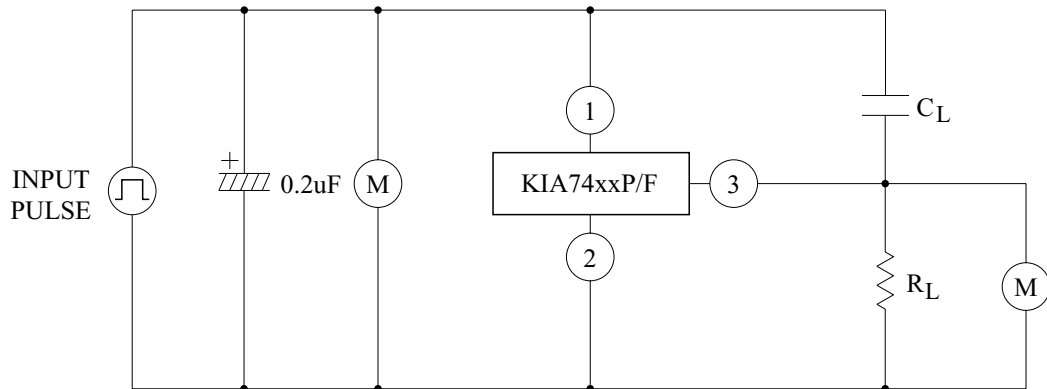 INPUT
PULSE
+
0.2uF
M
1
KIA74xxP/F
3
2
CL
RL
M